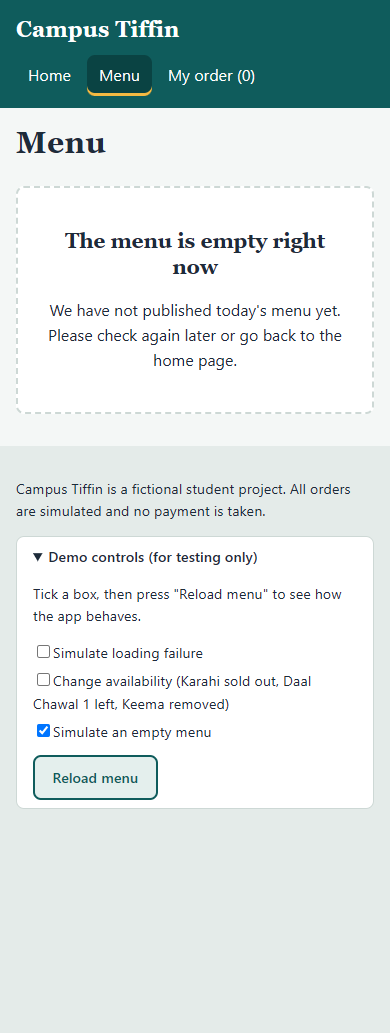 Campus Tiffin
Home Menu My order (0)
Menu
The menu is empty right
now
We have not published today's menu yet.
Please check again later or go back to the
home page.
Campus Tiffin is a fictional student project. All orders
are simulated and no payment is taken.
▼ Demo controls (for testing only)
Tick a box, then press "Reload menu" to see how
the app behaves.
Simulate loading failure
Change availability (Karahi sold out, Daal
Chawal 1 left, Keema removed)
Simulate an empty menu
Reload menu